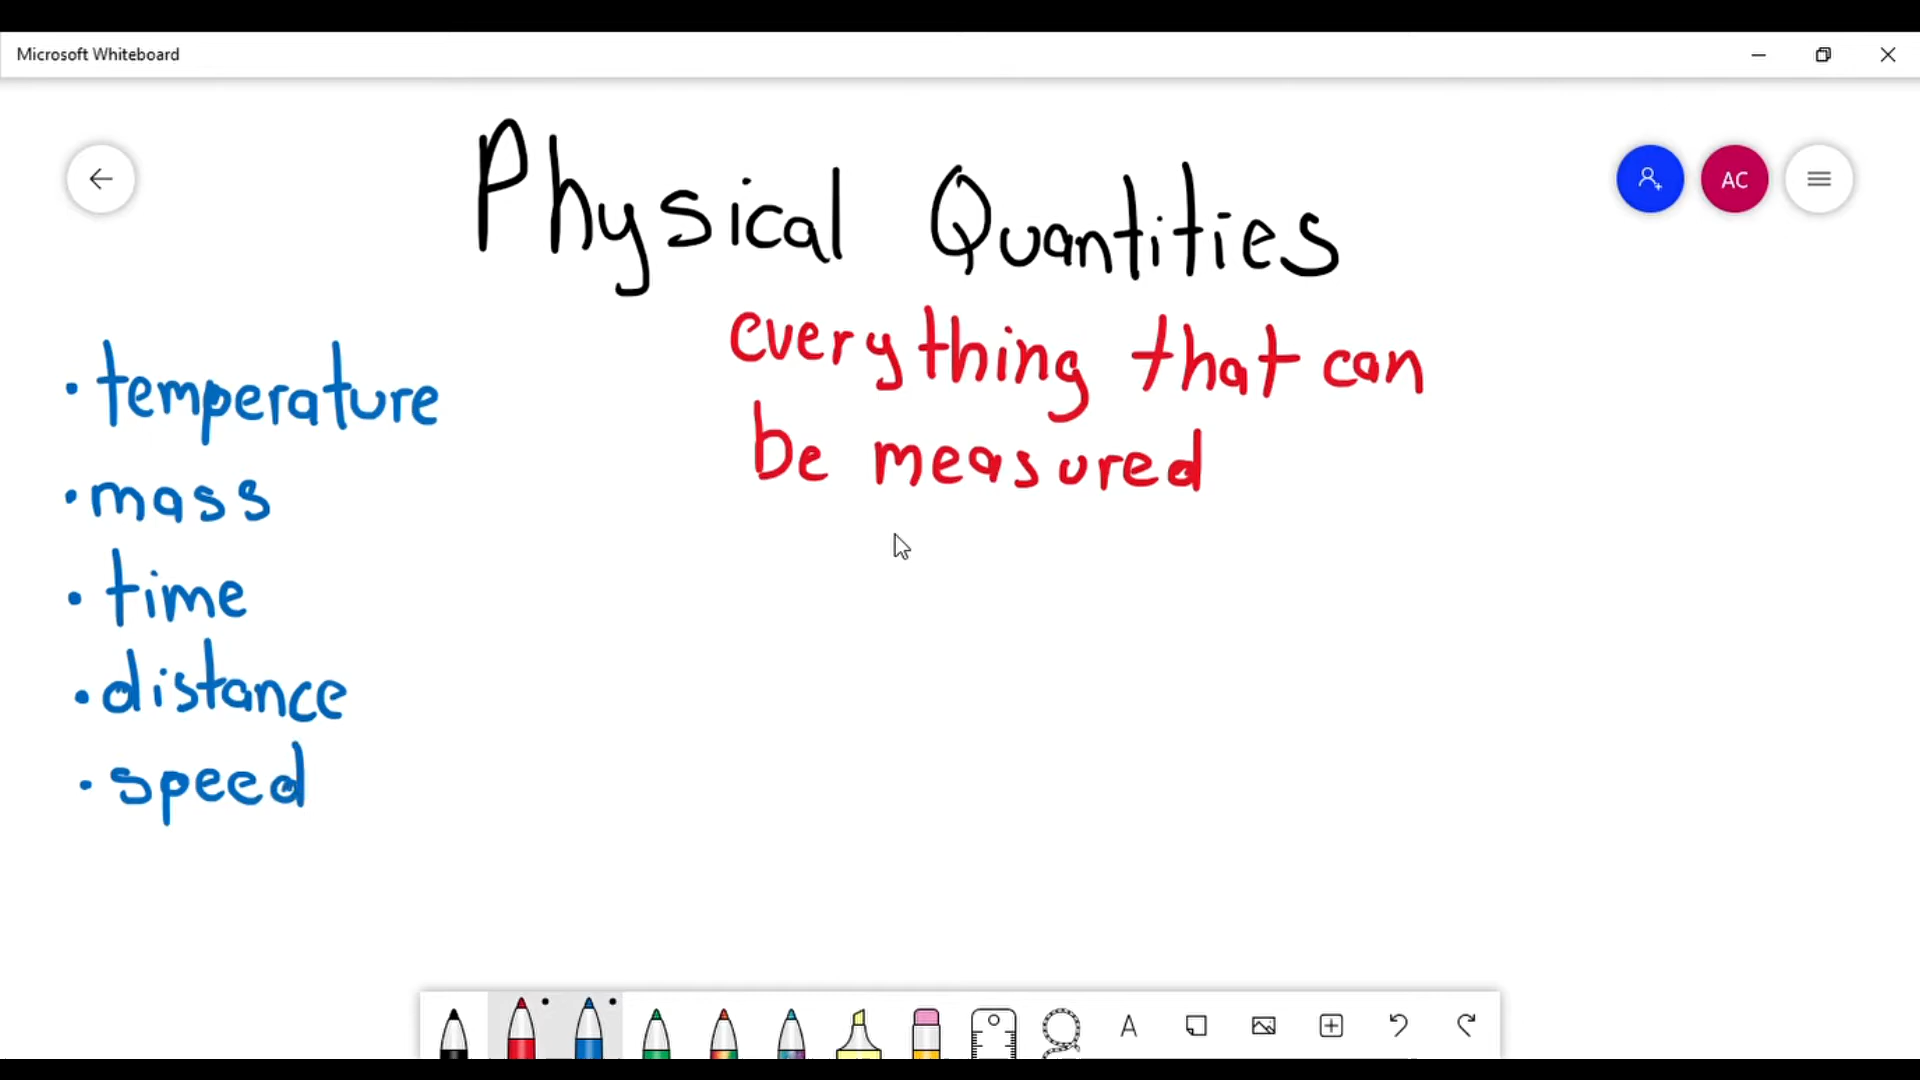 Microsoft Whiteboard
Physical Quantities
AC
everything that can
be measured
• temperature
• mass
• time
• distance
• speed
A